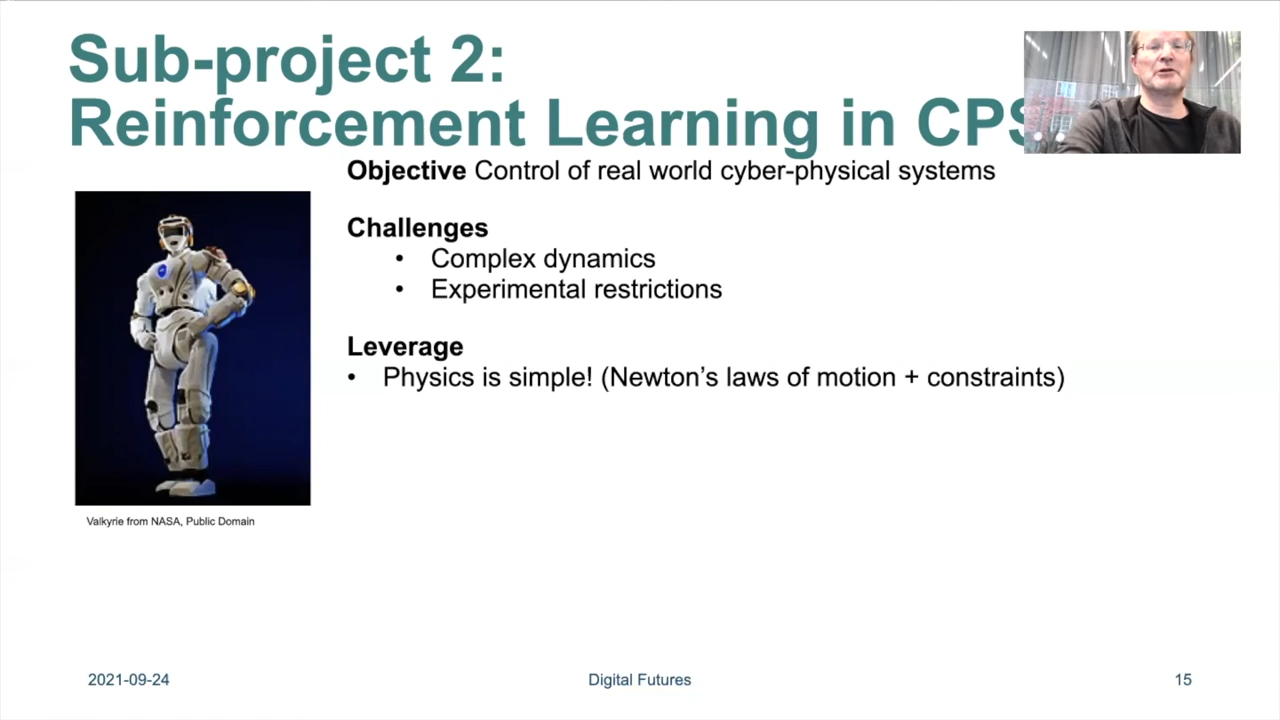 Sub-project 2:
Reinforcement Learning in CPS
Objective Control of real world cyber-physical systems
Challenges
• Complex dynamics
• Experimental restrictions
Leverage
• Physics is simple! (Newton’s laws of motion + constraints)
Valkyrie from NASA, Public Domain
2021-09-24
Digital Futures
15